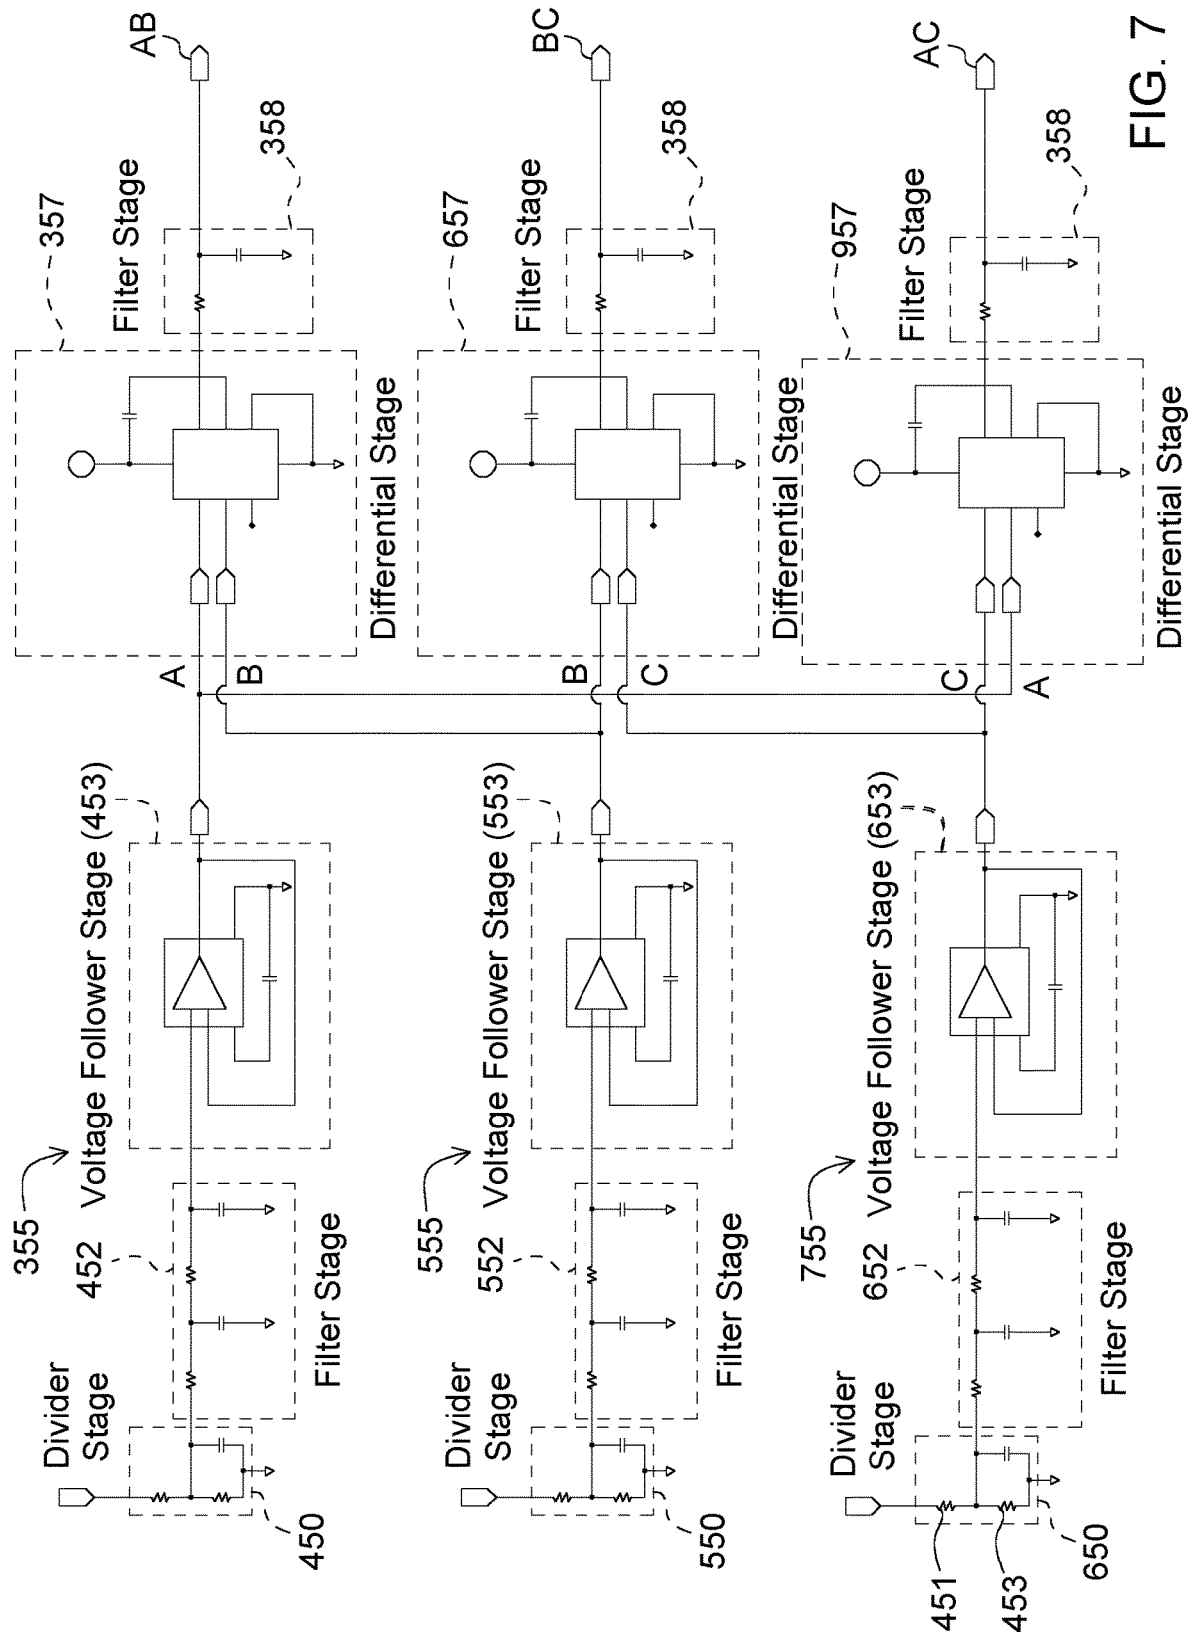 355
Voltage Follower Stage (453)
452
Divider
Stage
450
Filter Stage
A
B
357
Differential Stage
Filter Stage
358
AB
555
Voltage Follower Stage (553)
552
Divider
Stage
550
Filter Stage
B
C
657
Differential Stage
Filter Stage
358
BC
755
Voltage Follower Stage (653)
652
Divider
Stage
451
453
650
Filter Stage
C
A
957
Differential Stage
Filter Stage
358
AC
FIG. 7